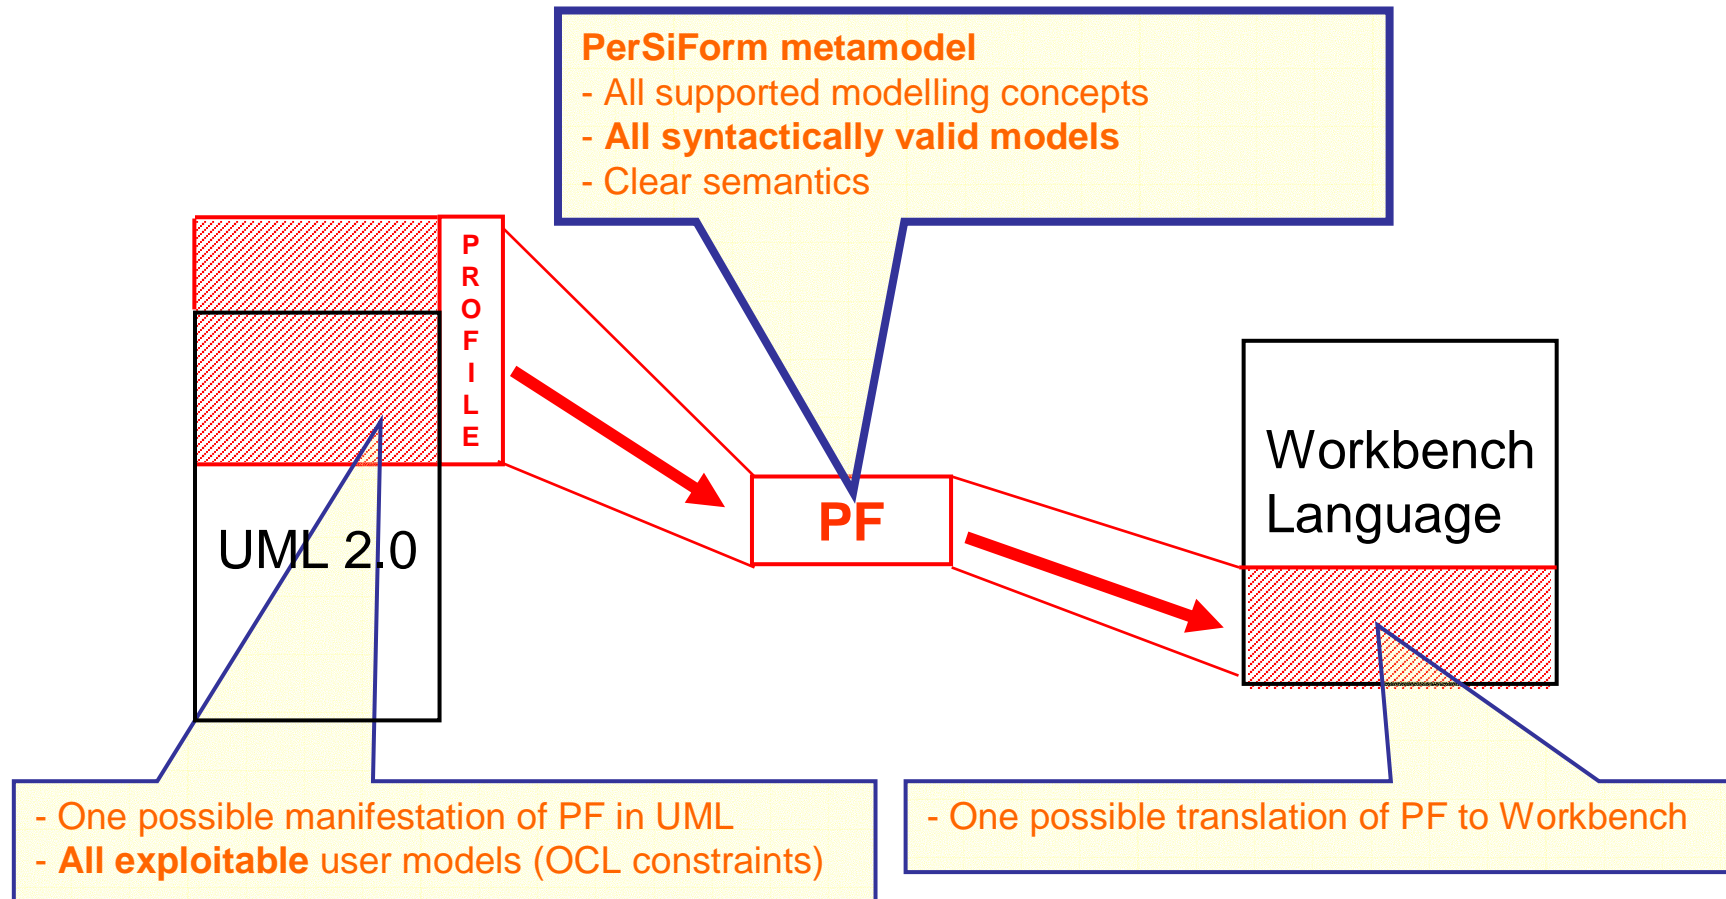 PerSiForm metamodel
- All supported modelling concepts
- All syntactically valid models
- Clear semantics
P
R
O
F
I
L
E
UML 2.0
PF
Workbench
Language
- One possible manifestation of PF in UML
- All exploitable user models (OCL constraints)
- One possible translation of PF to Workbench